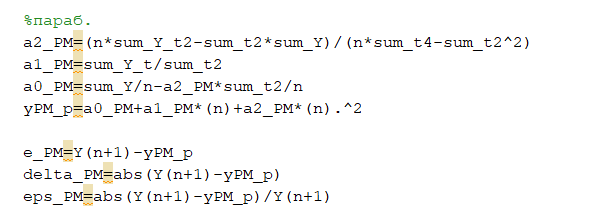 %параб.
a2_PM=(n*sum_Y_t2-sum_t2*sum_Y)/(n*sum_t4-sum_t2^2)
a1_PM=sum_Y_t/sum_t2
a0_PM=sum_Y/n-a2_PM*sum_t2/n
yPM_p=a0_PM+a1_PM*(n)+a2_PM*(n).^2
e_PM=Y(n+1)-yPM_p
delta_PM=abs(Y(n+1)-yPM_p)
eps_PM=abs(Y(n+1)-yPM_p)/Y(n+1)